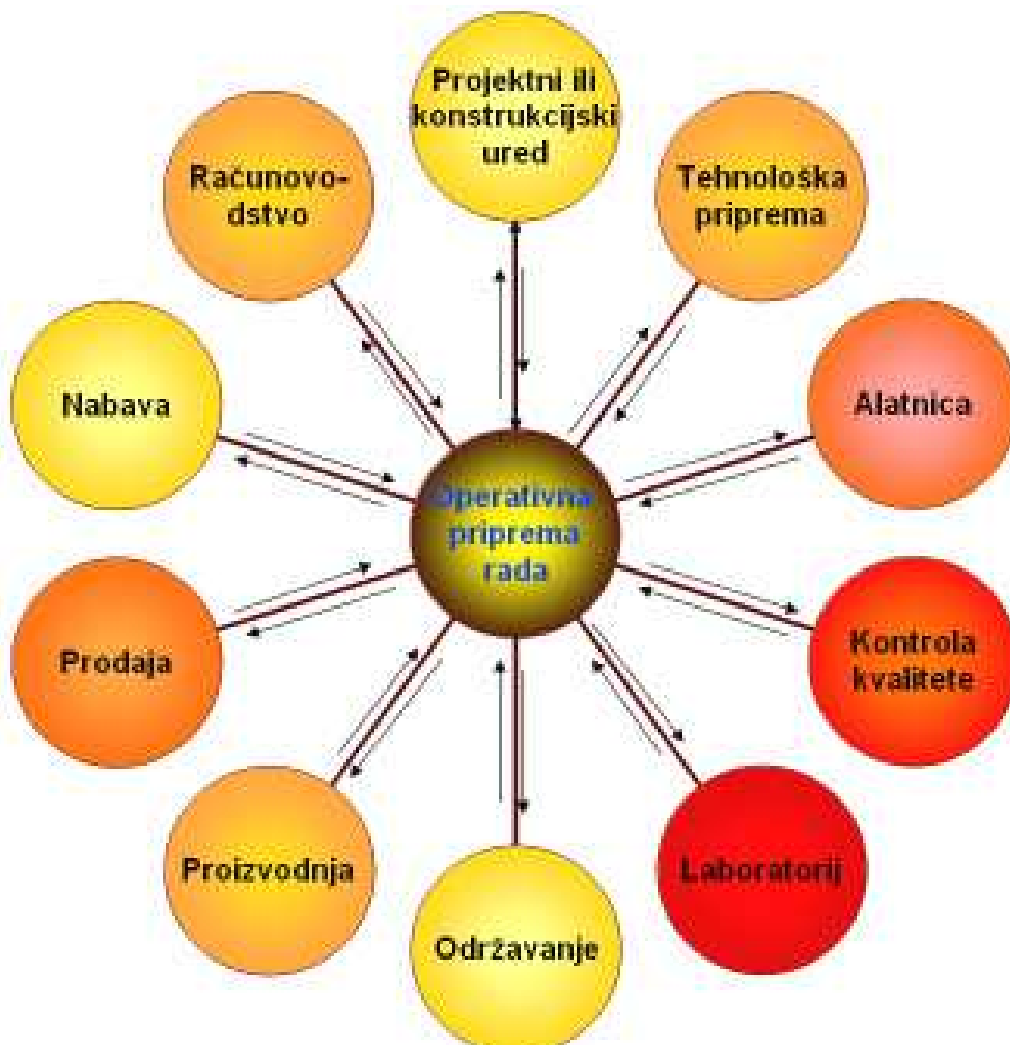 Projektni ili
konstrukcijski
ured
Tehnološka
priprema
Alatnica
Kontrola
kvalitete
Laboratorij
Održavanje
Proizvodnja
Prodaja
Nabava
Računovo-
dstvo
Operativna
priprema
rada